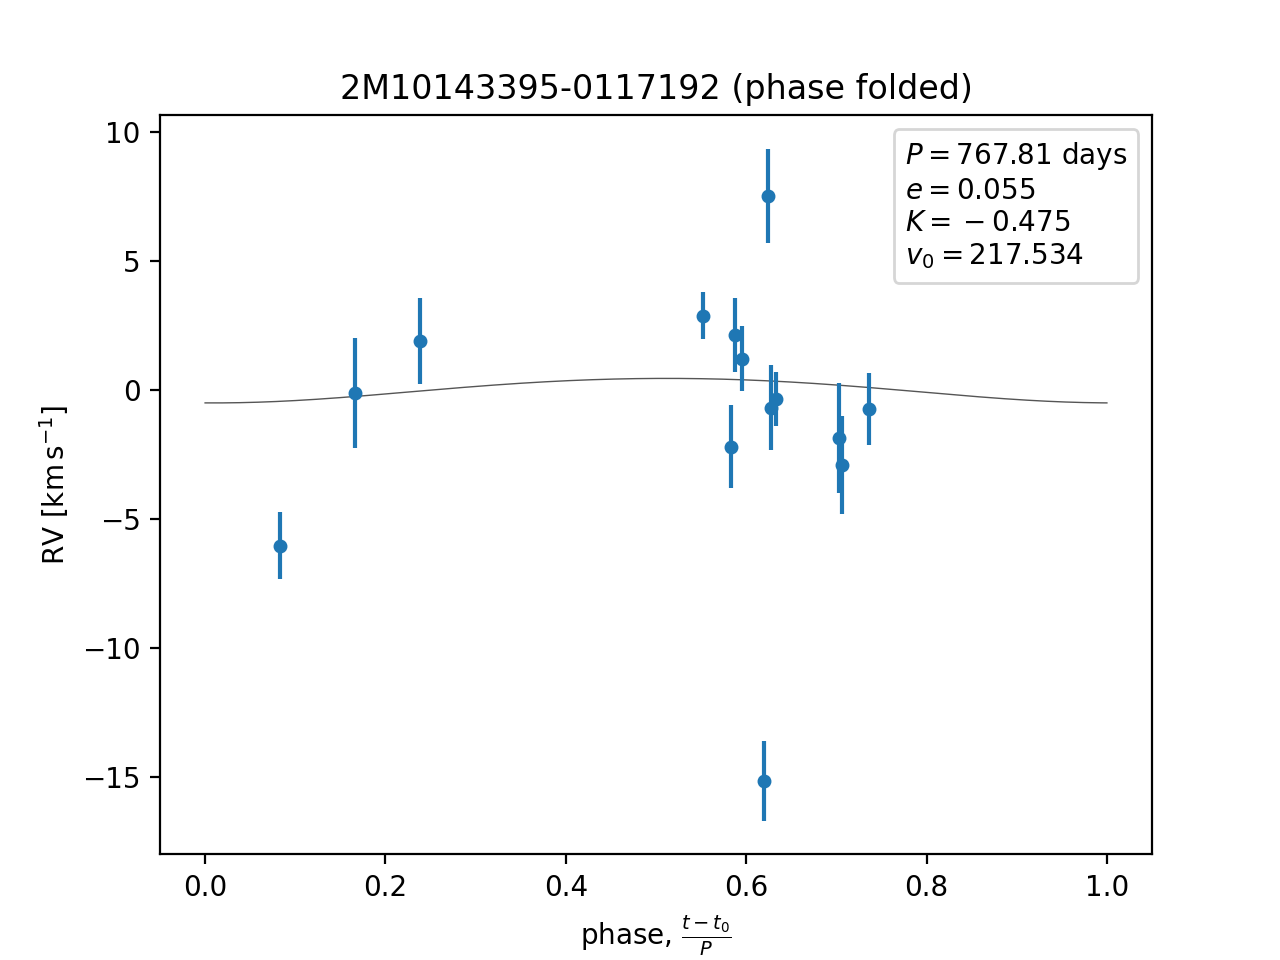 2M10143395-0117192 (phase folded)
P = 767.81 days
e = 0.055
K = −0.475
v₀ = 217.534
RV [km s⁻¹]
10
5
0
−5
−10
−15
0.0 0.2 0.4 0.6 0.8 1.0
phase, (t − t₀)/P